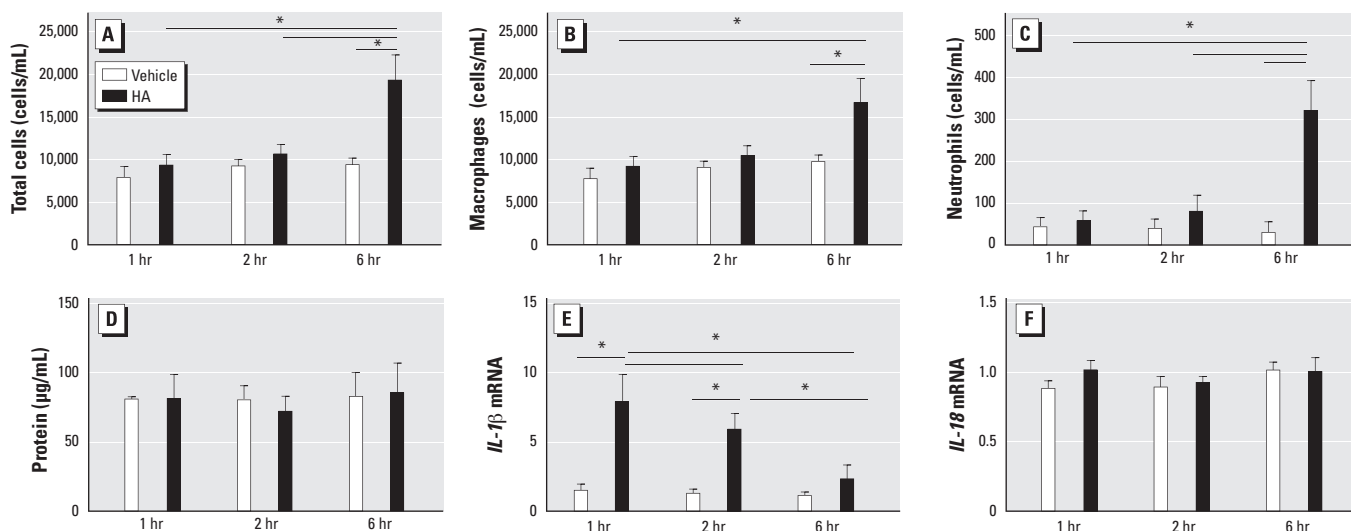 A
Total cells (cells/mL)
25,000
20,000
15,000
10,000
5,000
0
Vehicle
HA
*
*
1 hr
2 hr
6 hr
B
Macrophages (cells/mL)
25,000
20,000
15,000
10,000
5,000
0
*
*
1 hr
2 hr
6 hr
C
Neutrophils (cells/mL)
500
400
300
200
100
0
*
1 hr
2 hr
6 hr
D
Protein (µg/mL)
150
100
50
0
1 hr
2 hr
6 hr
E
IL-1β mRNA
15
10
5
0
*
*
*
*
1 hr
2 hr
6 hr
F
IL-18 mRNA
1.5
1.0
0.5
0
1 hr
2 hr
6 hr